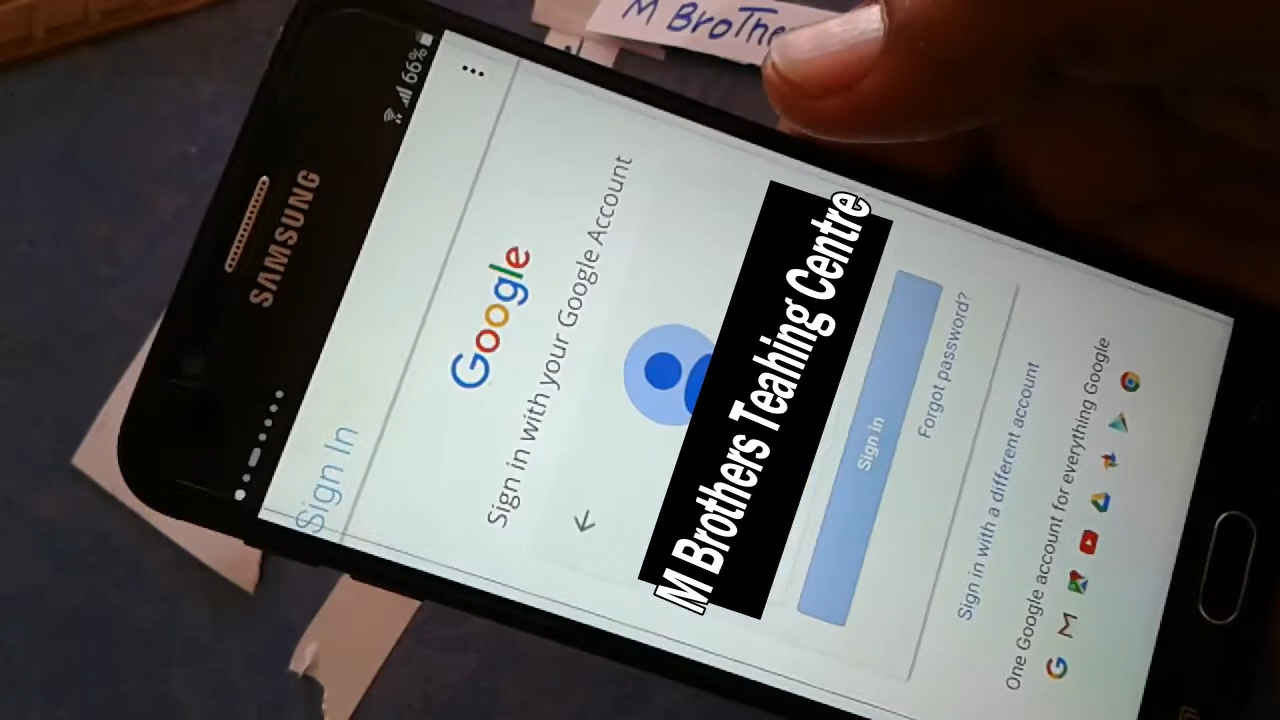 M BroThe
66%
SAMSUNG
Sign In
Google
Sign in with your Google Account
M Brothers Teahing Centre
Sign in
Forgot password?
Sign in with a different account
One Google account for everything Google